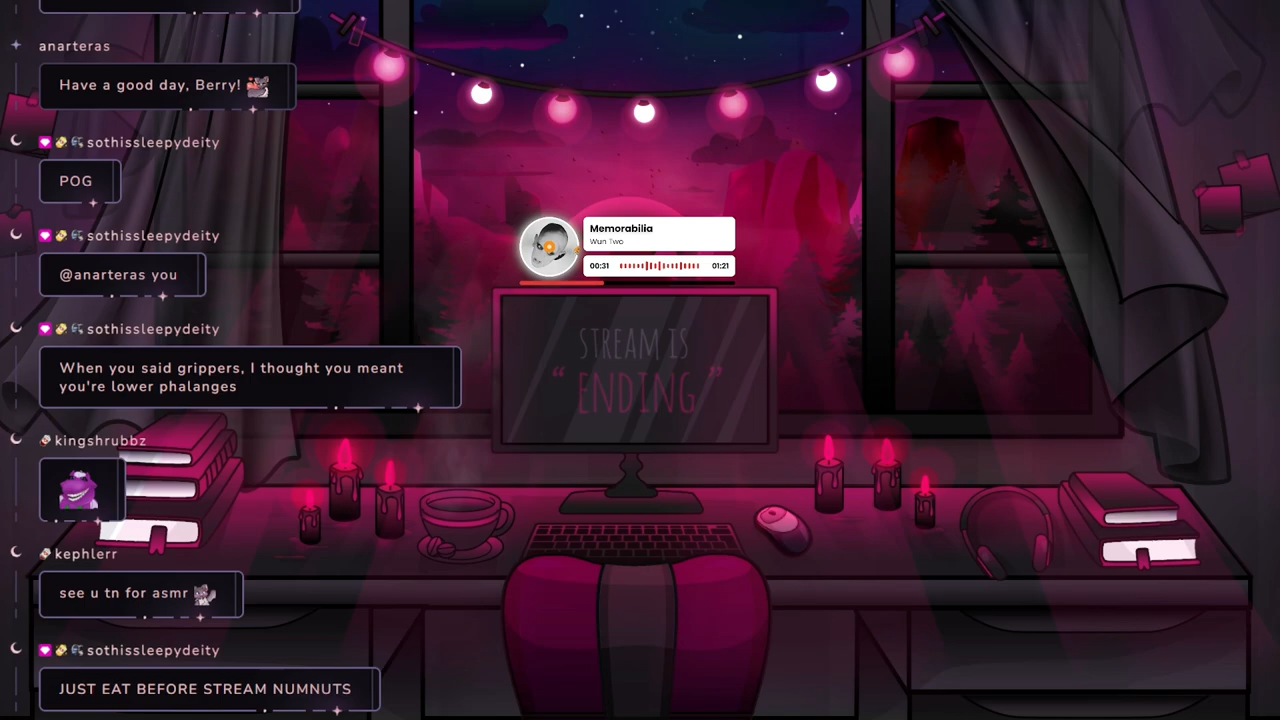 anarteras
Have a good day, Berry!
sothissleepydeity
POG
sothissleepydeity
@anarteras you
sothissleepydeity
When you said grippers, I thought you meant
you're lower phalanges
kingshrubbz
kephlerr
see u tn for asmr
sothissleepydeity
JUST EAT BEFORE STREAM NUMNUTS
Memorabilia
Wun Two
00:31
01:21
STREAM IS
“ ENDING ”